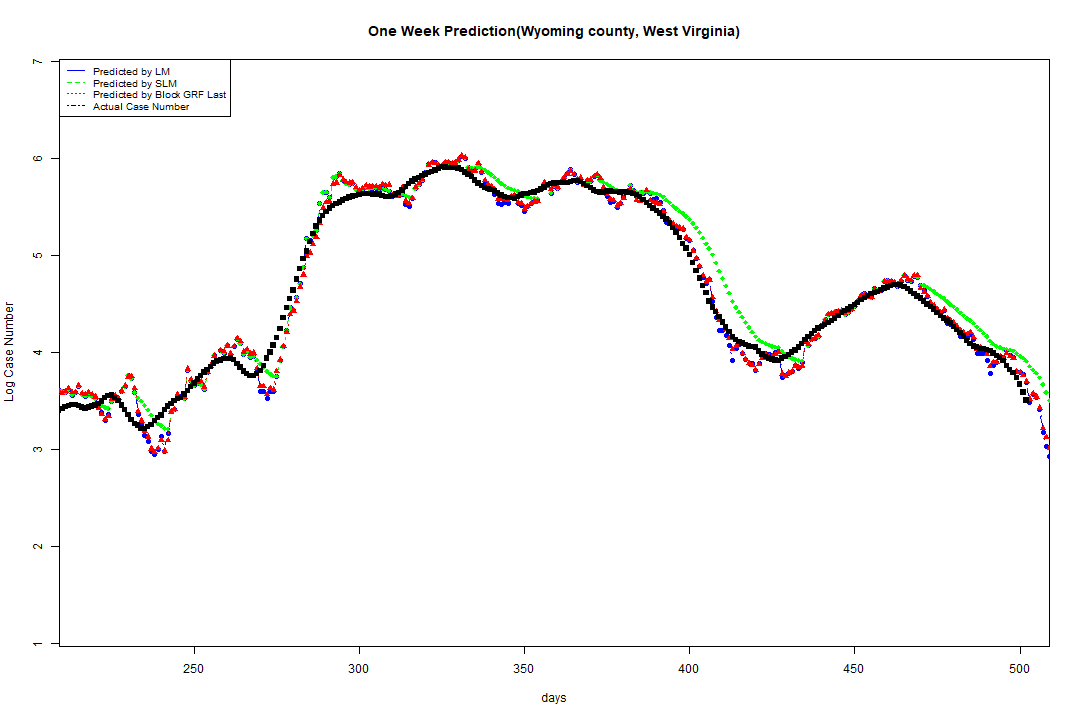 One Week Prediction(Wyoming county, West Virginia)
Predicted by LM
Predicted by SLM
Predicted by Block GRF Last
Actual Case Number
7
6
5
4
3
2
1
Log Case Number
250 300 350 400 450 500
days